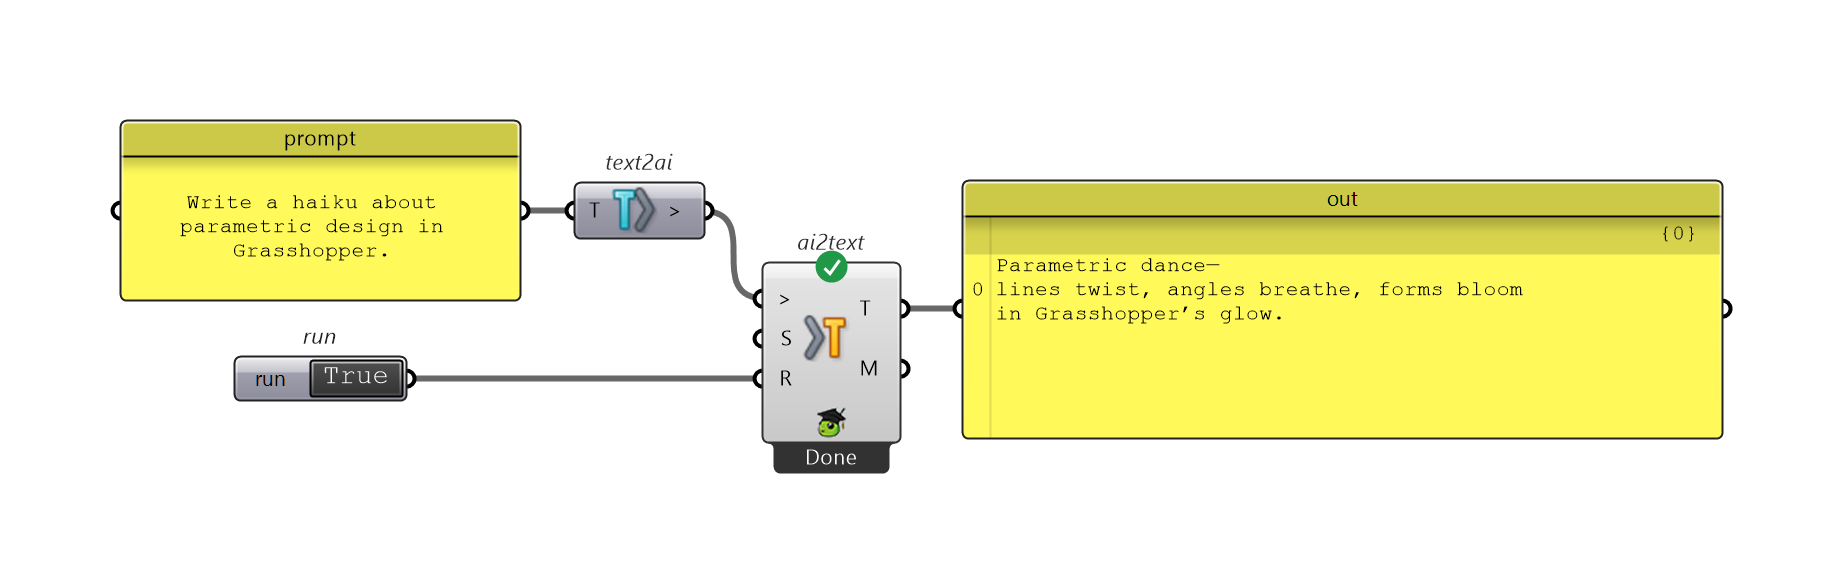 prompt
Write a haiku about
parametric design in
Grasshopper.
text2ai
T >
run
run True
ai2text
>
S
R
T
M
Done
out
{0}
Parametric dance—
0 lines twist, angles breathe, forms bloom
in Grasshopper’s glow.